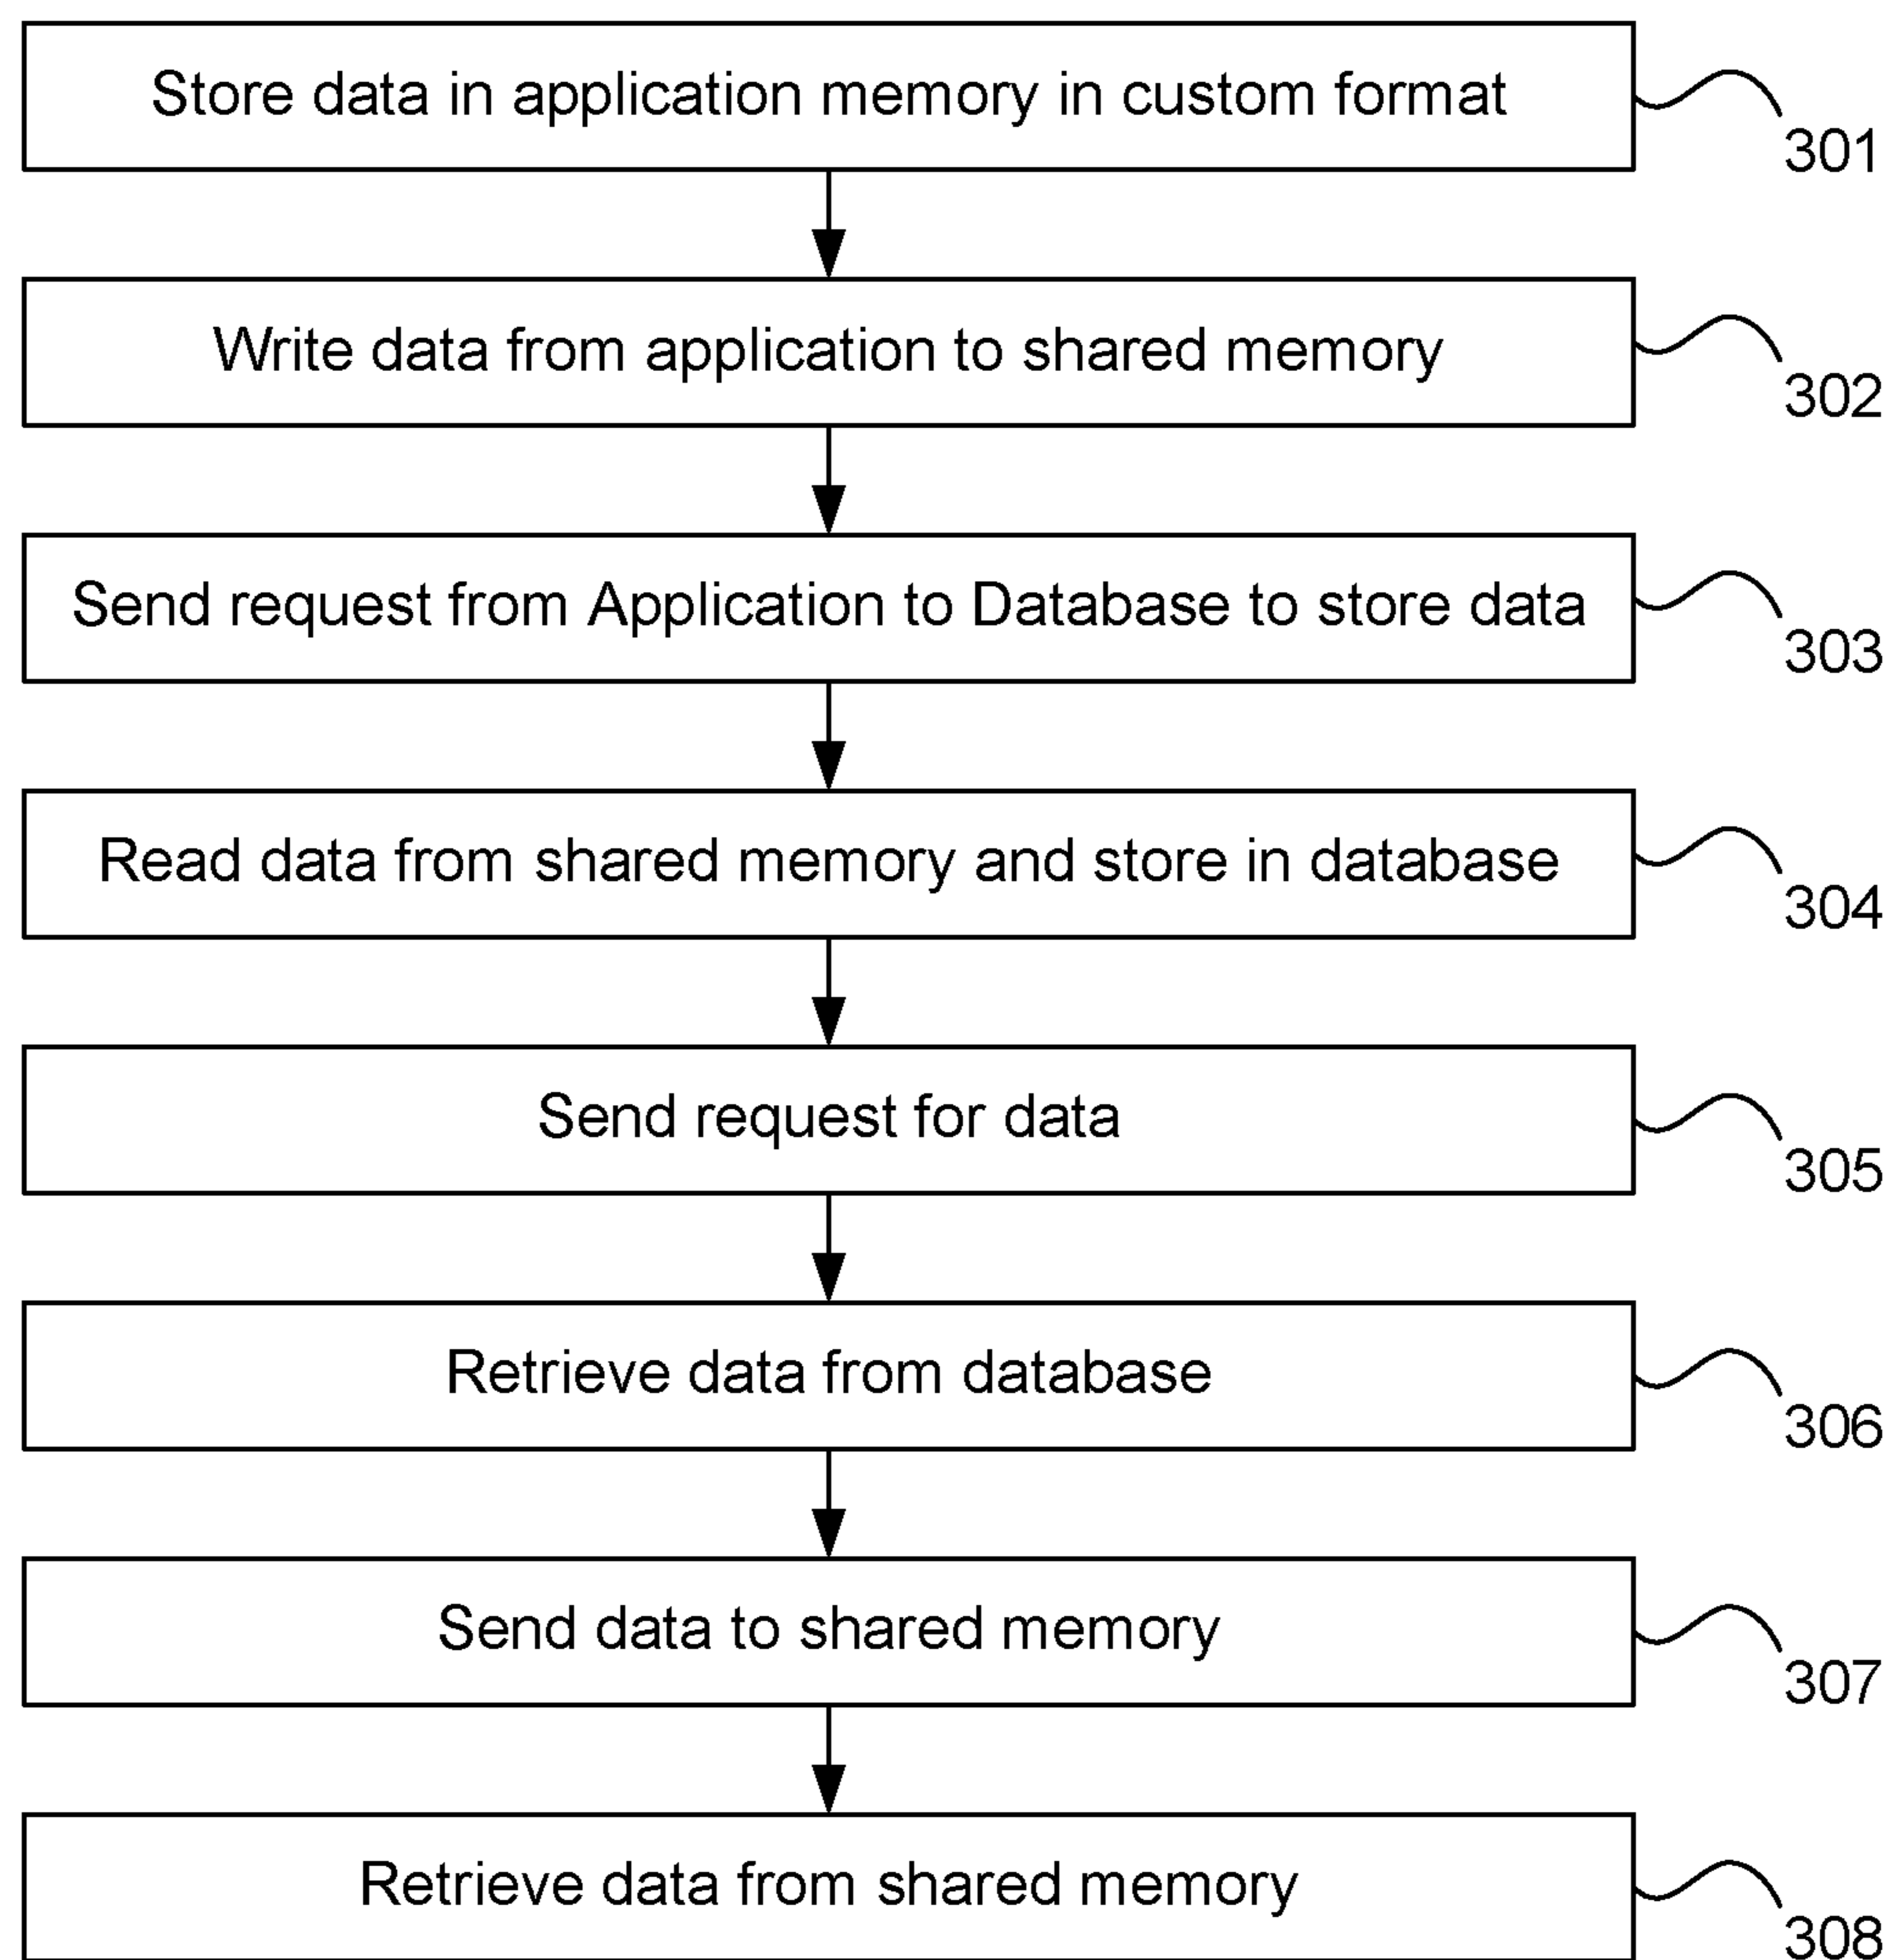 Store data in application memory in custom format
301
Write data from application to shared memory
302
Send request from Application to Database to store data
303
Read data from shared memory and store in database
304
Send request for data
305
Retrieve data from database
306
Send data to shared memory
307
Retrieve data from shared memory
308